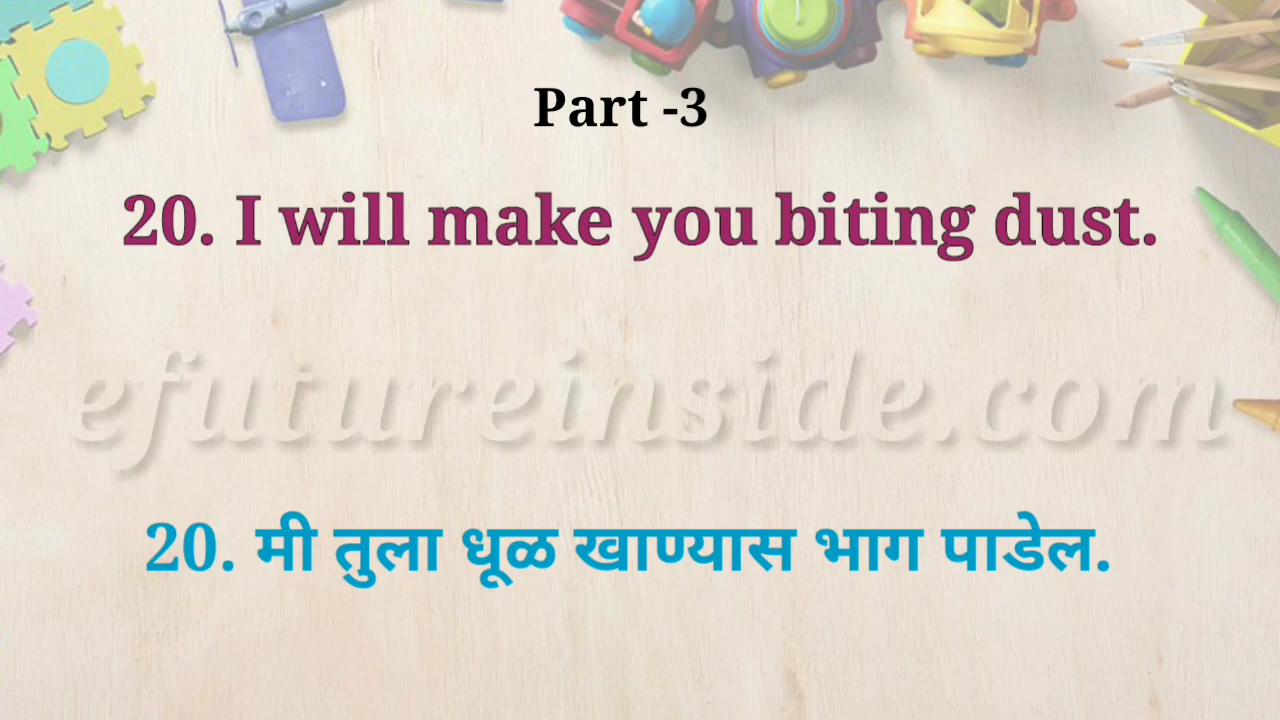 Part -3
20. I will make you biting dust.
efutureinside.com
20. मी तुला धूळ खाण्यास भाग पाडेल.